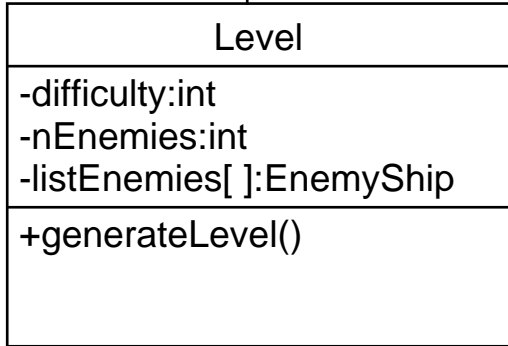 Level
-difficulty:int
-nEnemies:int
-listEnemies[ ]:EnemyShip
+generateLevel()